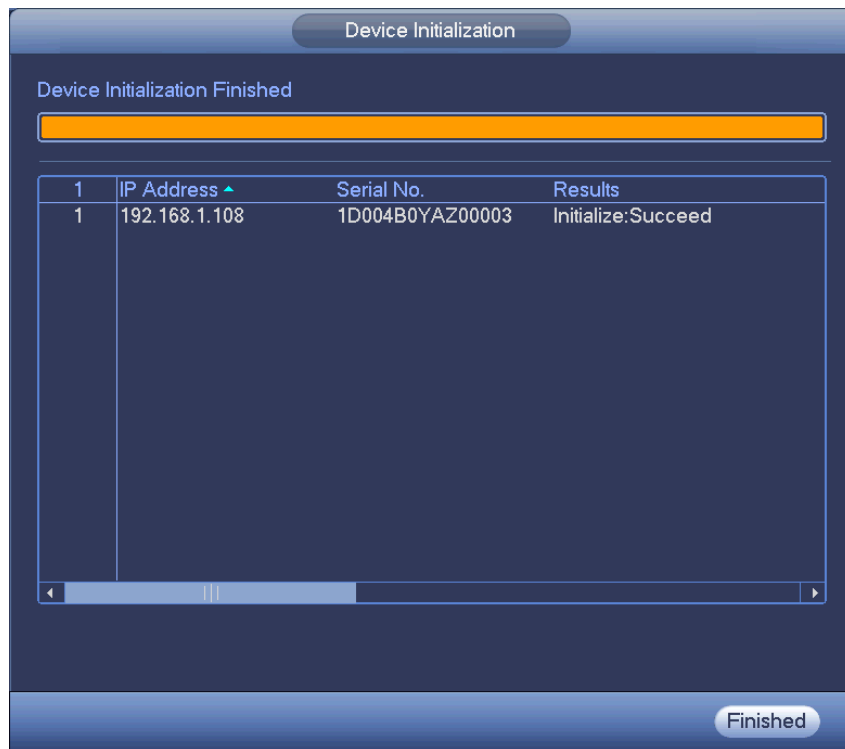 Device Initialization
Device Initialization Finished
1 IP Address Serial No. Results
1 192.168.1.108 1D004B0YAZ00003 Initialize:Succeed
Finished